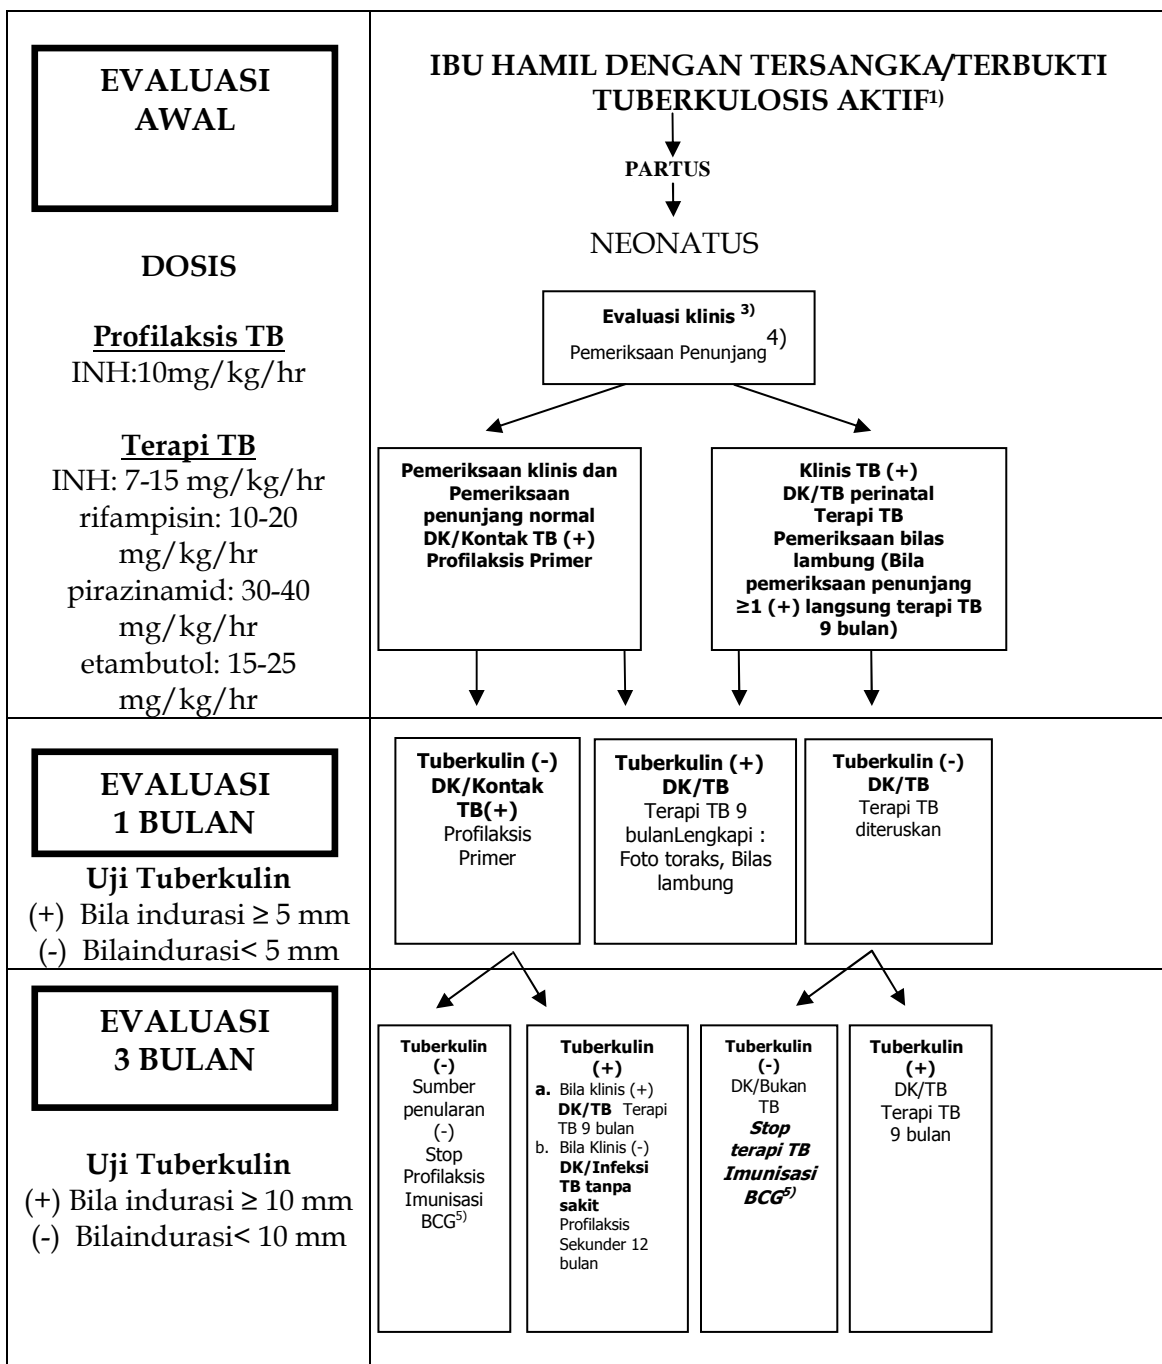 EVALUASI
AWAL
DOSIS
Profilaksis TB
INH:10mg/kg/hr
Terapi TB
INH: 7-15 mg/kg/hr
rifampisin: 10-20
mg/kg/hr
pirazinamid: 30-40
mg/kg/hr
etambutol: 15-25
mg/kg/hr
IBU HAMIL DENGAN TERSANGKA/TERBUKTI
TUBERKULOSIS AKTIF1)
PARTUS
NEONATUS
Evaluasi klinis 3)
Pemeriksaan Penunjang4)
Pemeriksaan klinis dan
Pemeriksaan
penunjang normal
DK/Kontak TB (+)
Profilaksis Primer
Klinis TB (+)
DK/TB perinatal
Terapi TB
Pemeriksaan bilas
lambung (Bila
pemeriksaan penunjang
≥1 (+) langsung terapi TB
9 bulan)
EVALUASI
1 BULAN
Uji Tuberkulin
(+) Bila indurasi ≥ 5 mm
(-) Bilaindurasi< 5 mm
Tuberkulin (-)
DK/Kontak
TB(+)
Profilaksis
Primer
Tuberkulin (+)
DK/TB
Terapi TB 9
bulanLengkapi :
Foto toraks, Bilas
lambung
Tuberkulin (-)
DK/TB
Terapi TB
diteruskan
EVALUASI
3 BULAN
Uji Tuberkulin
(+) Bila indurasi ≥ 10 mm
(-) Bilaindurasi< 10 mm
Tuberkulin
(-)
Sumber
penularan
(-)
Stop
Profilaksis
Imunisasi
BCG5)
Tuberkulin
(+)
a. Bila klinis (+)
DK/TB Terapi
TB 9 bulan
b. Bila Klinis (-)
DK/Infeksi
TB tanpa
sakit
Profilaksis
Sekunder 12
bulan
Tuberkulin
(-)
DK/Bukan
TB
Stop
terapi TB
Imunisasi
BCG5)
Tuberkulin
(+)
DK/TB
Terapi TB
9 bulan